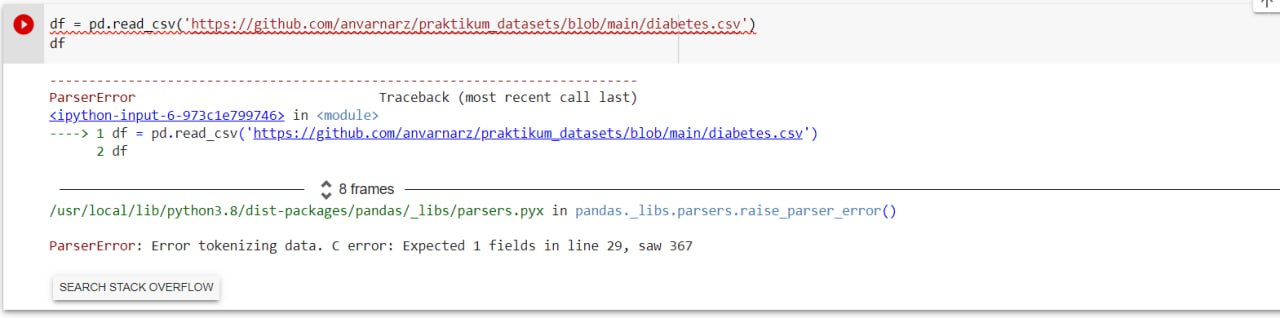 df = pd.read_csv('https://github.com/anvarnarz/praktikum_datasets/blob/main/diabetes.csv')
df
---------------------------------------------------------------------------
ParserError                               Traceback (most recent call last)
<ipython-input-6-973c1e799746> in <module>
----> 1 df = pd.read_csv('https://github.com/anvarnarz/praktikum_datasets/blob/main/diabetes.csv')
      2 df
8 frames
/usr/local/lib/python3.8/dist-packages/pandas/_libs/parsers.pyx in pandas._libs.parsers.raise_parser_error()
ParserError: Error tokenizing data. C error: Expected 1 fields in line 29, saw 367
SEARCH STACK OVERFLOW